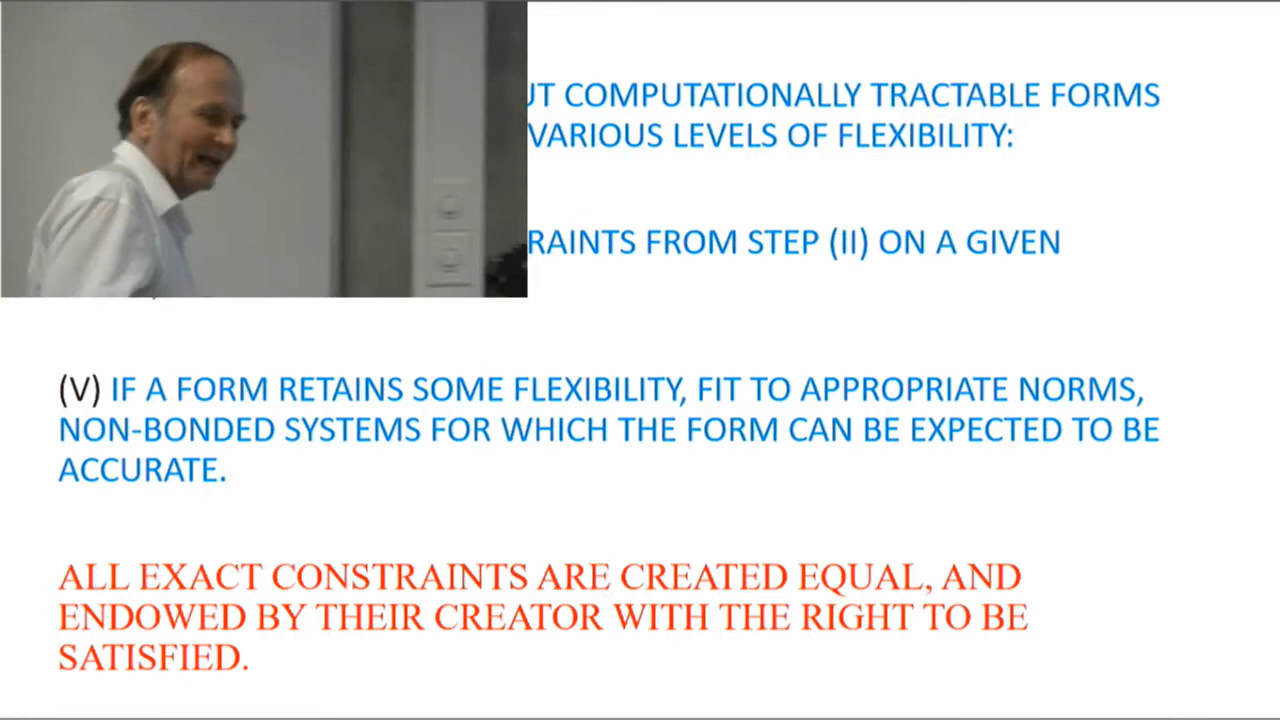 COMPUTATIONALLY TRACTABLE FORMS
VARIOUS LEVELS OF FLEXIBILITY:
FROM STEP (II) ON A GIVEN
(V) IF A FORM RETAINS SOME FLEXIBILITY, FIT TO APPROPRIATE NORMS,
NON-BONDED SYSTEMS FOR WHICH THE FORM CAN BE EXPECTED TO BE
ACCURATE.
ALL EXACT CONSTRAINTS ARE CREATED EQUAL, AND
ENDOWED BY THEIR CREATOR WITH THE RIGHT TO BE
SATISFIED.